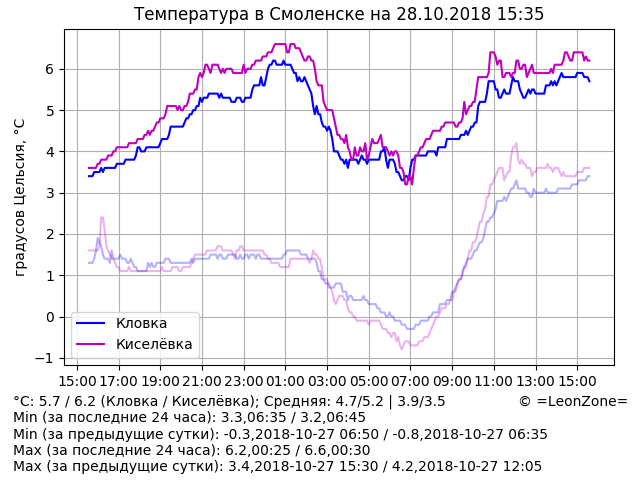 Температура в Смоленске на 28.10.2018 15:35
градусов Цельсия, °C
6
5
4
3
2
1
0
−1
Кловка
Киселёвка
15:00 17:00 19:00 21:00 23:00 01:00 03:00 05:00 07:00 09:00 11:00 13:00 15:00
°C: 5.7 / 6.2 (Кловка / Киселёвка); Средняя: 4.7/5.2 | 3.9/3.5 © =LeonZone=
Min (за последние 24 часа): 3.3,06:35 / 3.2,06:45
Min (за предыдущие сутки): -0.3,2018-10-27 06:50 / -0.8,2018-10-27 06:35
Max (за последние 24 часа): 6.2,00:25 / 6.6,00:30
Max (за предыдущие сутки): 3.4,2018-10-27 15:30 / 4.2,2018-10-27 12:05